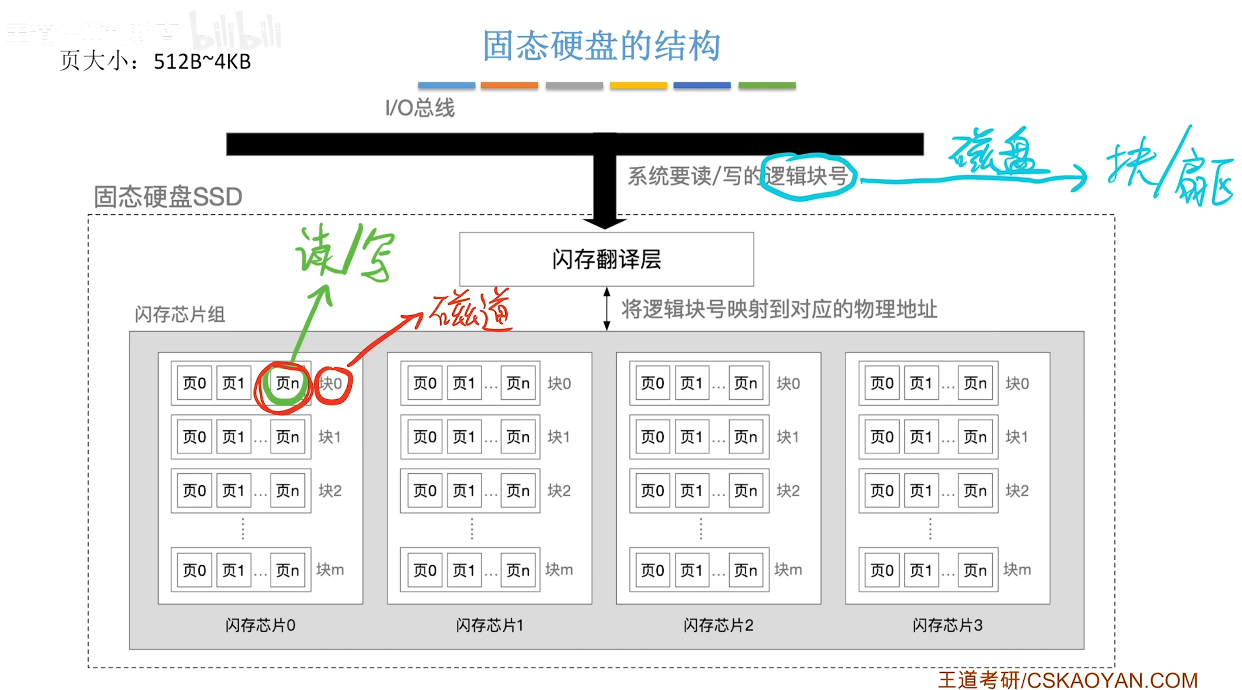 bilibili
固态硬盘的结构
页大小：512B~4KB
I/O总线
系统要读/写的逻辑块号
磁盘
块/扇区
固态硬盘SSD
读/写
闪存翻译层
磁道
闪存芯片组
将逻辑块号映射到对应的物理地址
页0 页1 页n 块0
页0 页1 … 页n 块0
页0 页1 … 页n 块0
页0 页1 … 页n 块0
页0 页1 … 页n 块1
页0 页1 … 页n 块1
页0 页1 … 页n 块1
页0 页1 … 页n 块1
页0 页1 … 页n 块2
页0 页1 … 页n 块2
页0 页1 … 页n 块2
页0 页1 … 页n 块2
页0 页1 … 页n 块m
页0 页1 … 页n 块m
页0 页1 … 页n 块m
页0 页1 … 页n 块m
闪存芯片0
闪存芯片1
闪存芯片2
闪存芯片3
王道考研/CSKAOYAN.COM